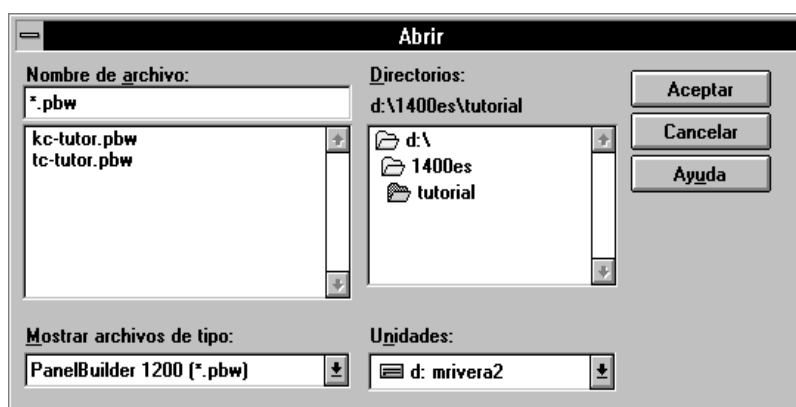 Abrir
Nombre de archivo:
*.pbw
kc-tutor.pbw
tc-tutor.pbw
Mostrar archivos de tipo:
PanelBuilder 1200 (*.pbw)
Directorios:
d:\1400es\tutorial
d:\
1400es
tutorial
Unidades:
d: mrivera2
Aceptar
Cancelar
Ayuda